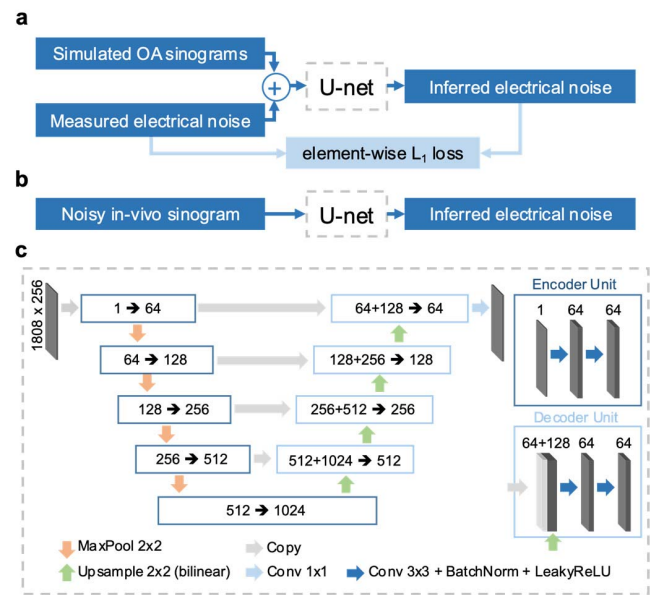 a
Simulated OA sinograms
+
U-net
Inferred electrical noise
Measured electrical noise
element-wise L₁ loss
b
Noisy in-vivo sinogram
U-net
Inferred electrical noise
c
1808 x 256
1 ➔ 64
64+128 ➔ 64
64 ➔ 128
128+256 ➔ 128
128 ➔ 256
256+512 ➔ 256
256 ➔ 512
512+1024 ➔ 512
512 ➔ 1024
Encoder Unit
1 64 64
Decoder Unit
64+128 64 64
MaxPool 2x2
Copy
Upsample 2x2 (bilinear)
Conv 1x1
Conv 3x3 + BatchNorm + LeakyReLU